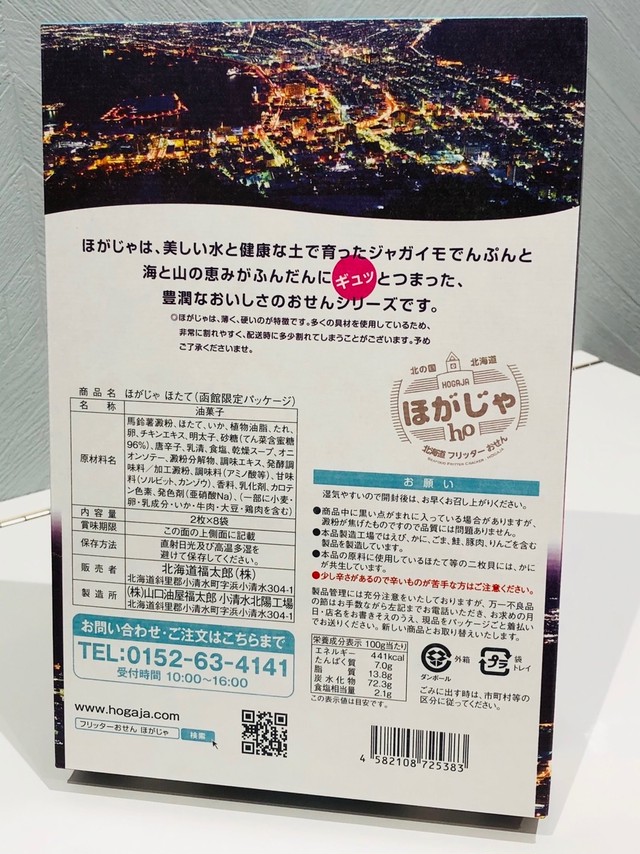 ほがじゃは、美しい水と健康な土で育ったジャガイモでんぷんと
海と山の恵みがふんだんにギュッとつまった、
豊潤なおいしさのおせんシリーズです。
◎ほがじゃは、薄く、硬いのが特徴です。多くの具材を使用しているため、
非常に割れやすく、配送時に多少割れてしまうことがございます。予め
ご了承くださいませ。
北の国 北海道
HOGAJA
ほがじゃ
ho
北海道 フリッターおせん
商品名 ほがじゃ ほたて(函館限定パッケージ)
名称 油菓子
原材料名
馬鈴薯澱粉、ほたて、いか、植物油脂、たれ、
卵、チキンエキス、明太子、砂糖(てん菜含蜜糖
96%)、唐辛子、乳清、食塩、乾燥スープ、オニ
オンソテー、澱粉分解物、調味エキス、発酵調
味料/加工澱粉、調味料(アミノ酸等)、甘味
料(ソルビット、カンゾウ)、香料、乳化剤、カロテ
ン色素、発色剤(亜硝酸Na)、(一部に小麦・
卵・乳成分・いか・牛肉・大豆・鶏肉を含む)
内容量 2枚×8袋
賞味期限 この面の上側面に記載
保存方法 直射日光及び高温多湿を
避けて保存してください。
販売者 北海道福太郎(株)
北海道斜里郡小清水町字浜小清水304-1
製造所 (株)山口油屋福太郎 小清水北陽工場
北海道斜里郡小清水町字浜小清水304-1
お問い合わせ・ご注文はこちらまで
TEL:0152-63-4141
受付時間 10:00~16:00
www.hogaja.com
フリッターおせん ほがじゃ 検索
お願い
湿気やすいので開封後は、お早くお召し上がりください。
●商品中に黒い点がまれに入っている場合がありますが、
澱粉が焦げたものですので品質には問題ありません。
●本品製造工場ではえび、かに、ごま、鮭、豚肉、りんごを含む
製品を製造しています。
●本品の原料に使用しているほたて等の二枚貝には、かに
が共生しています。
●少し辛さがあるので辛いものが苦手な方はご注意ください。
製品管理には充分注意をいたしておりますが、万一不良品
の節はお手数ながら左記までお電話いただき、お求めの月
日・店名をお書きそえのうえ、現品をパッケージごと着払い
でお送りください。新しい商品とお取り替えいたします。
栄養成分表示 100g当たり
エネルギー 441kcal
たんぱく質 7.0g
脂質 13.8g
炭水化物 72.3g
食塩相当量 2.1g
この表示値は目安です。
外箱
ダンボール
プラ
袋
トレイ
ごみに出す時は、市町村等の
区分に従ってください。
4 582108 725383